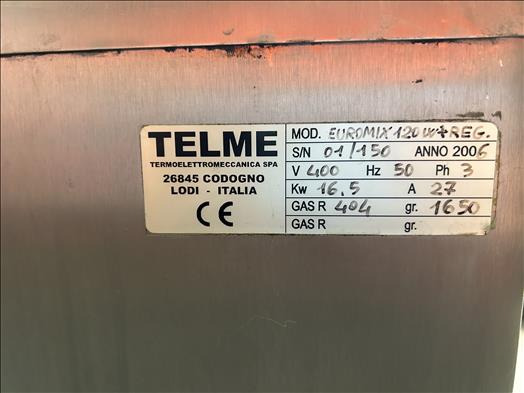 TELME
TERMOELETTROMECCANICA SPA
26845 CODOGNO
LODI - ITALIA
CE
MOD. EUROMIX 120 W+REG.
S/N 01/150 ANNO 2006
V 400 Hz 50 Ph 3
Kw 16.5 A 27
GAS R 404 gr. 1650
GAS R gr.